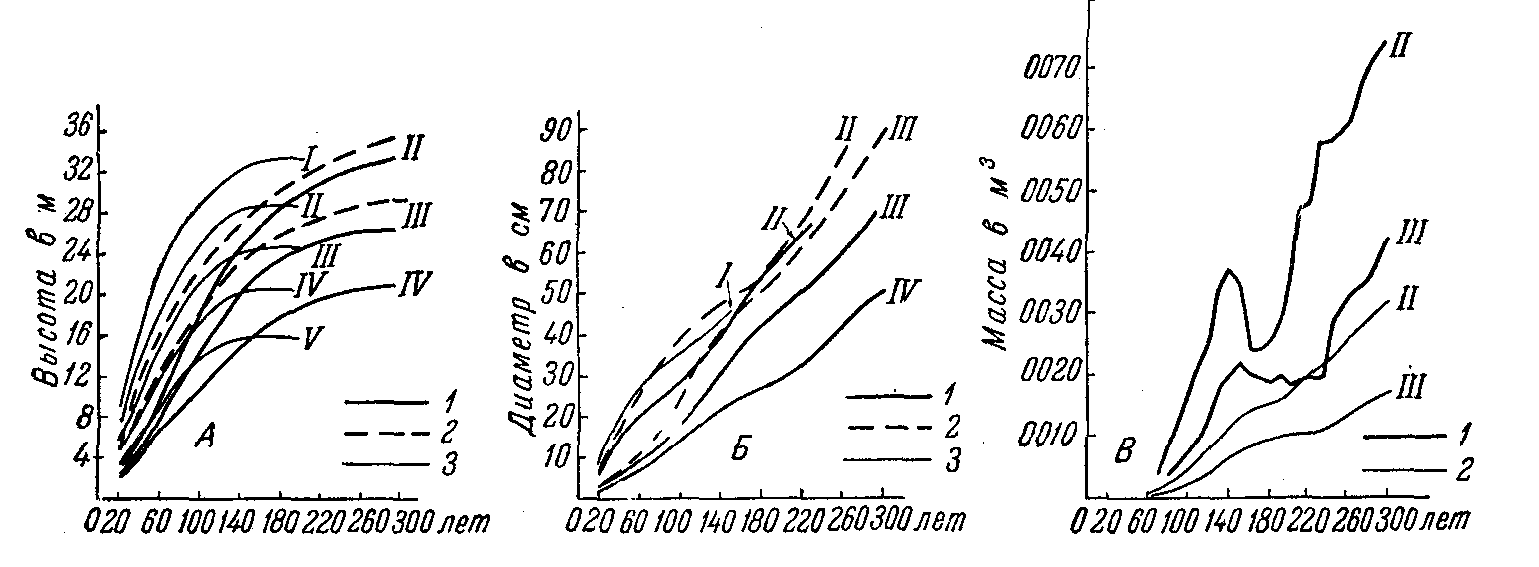 Высота в м
36
32
28
24
20
16
12
8
4
I
II
II
III
III
IV
IV
V
1
2
3
А
0 20 60 100 140 180 220 260 300 лет
Диаметр в см
90
80
70
60
50
40
30
20
10
II
III
II
III
I
IV
1
2
3
Б
0 20 60 100 140 180 220 260 300 лет
Масса в м³
0070
0060
0050
0040
0030
0020
0010
II
III
II
III
1
2
В
0 20 60 100 140 180 220 260 300 лет